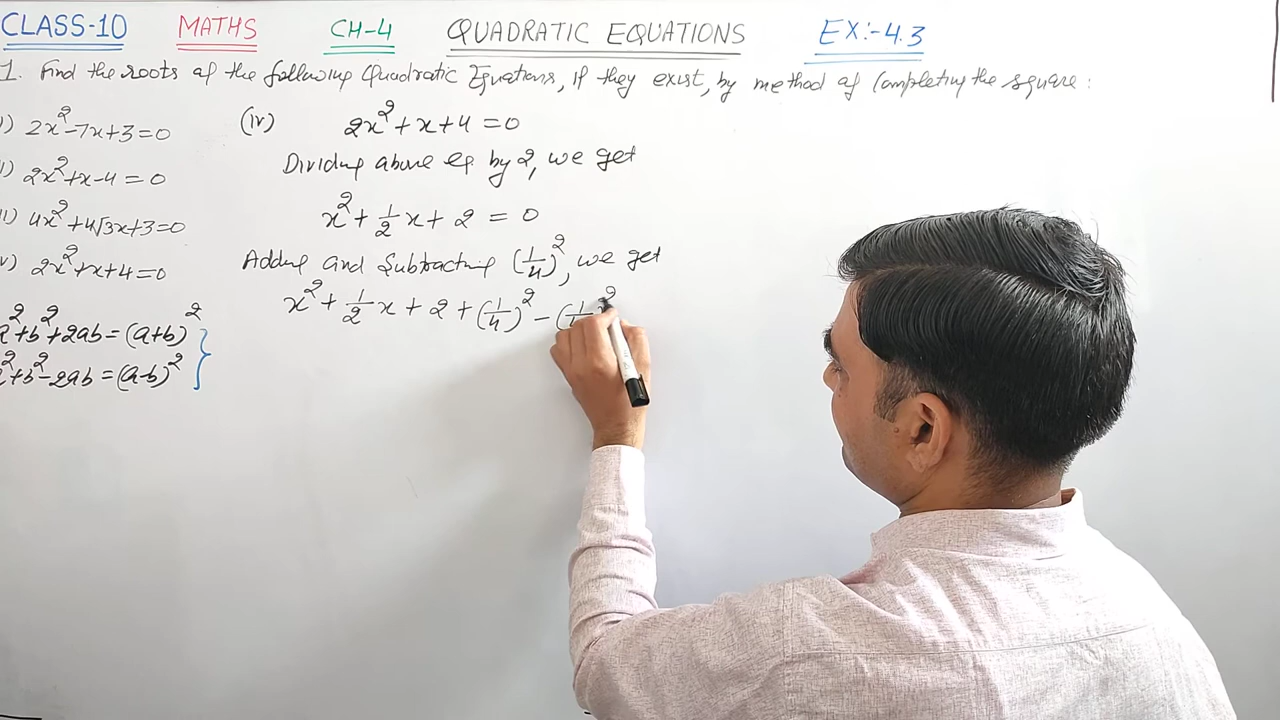 CLASS-10 MATHS CH-4 QUADRATIC EQUATIONS EX:-4.3
1. Find the roots of the following Quadratic Equations, if they exist, by method of Completing the square:
i) 2x²-7x+3=0
i) 2x²+x-4=0
ii) 4x²+4√3x+3=0
v) 2x²+x+4=0
a²+b²+2ab=(a+b)²
a²+b²-2ab=(a-b)²
(iv) 2x²+x+4=0
Dividing above eq by 2, we get
x²+1/2x+2=0
Adding and Subtracting (1/4)², we get
x²+1/2x+2+(1/4)²-(1/